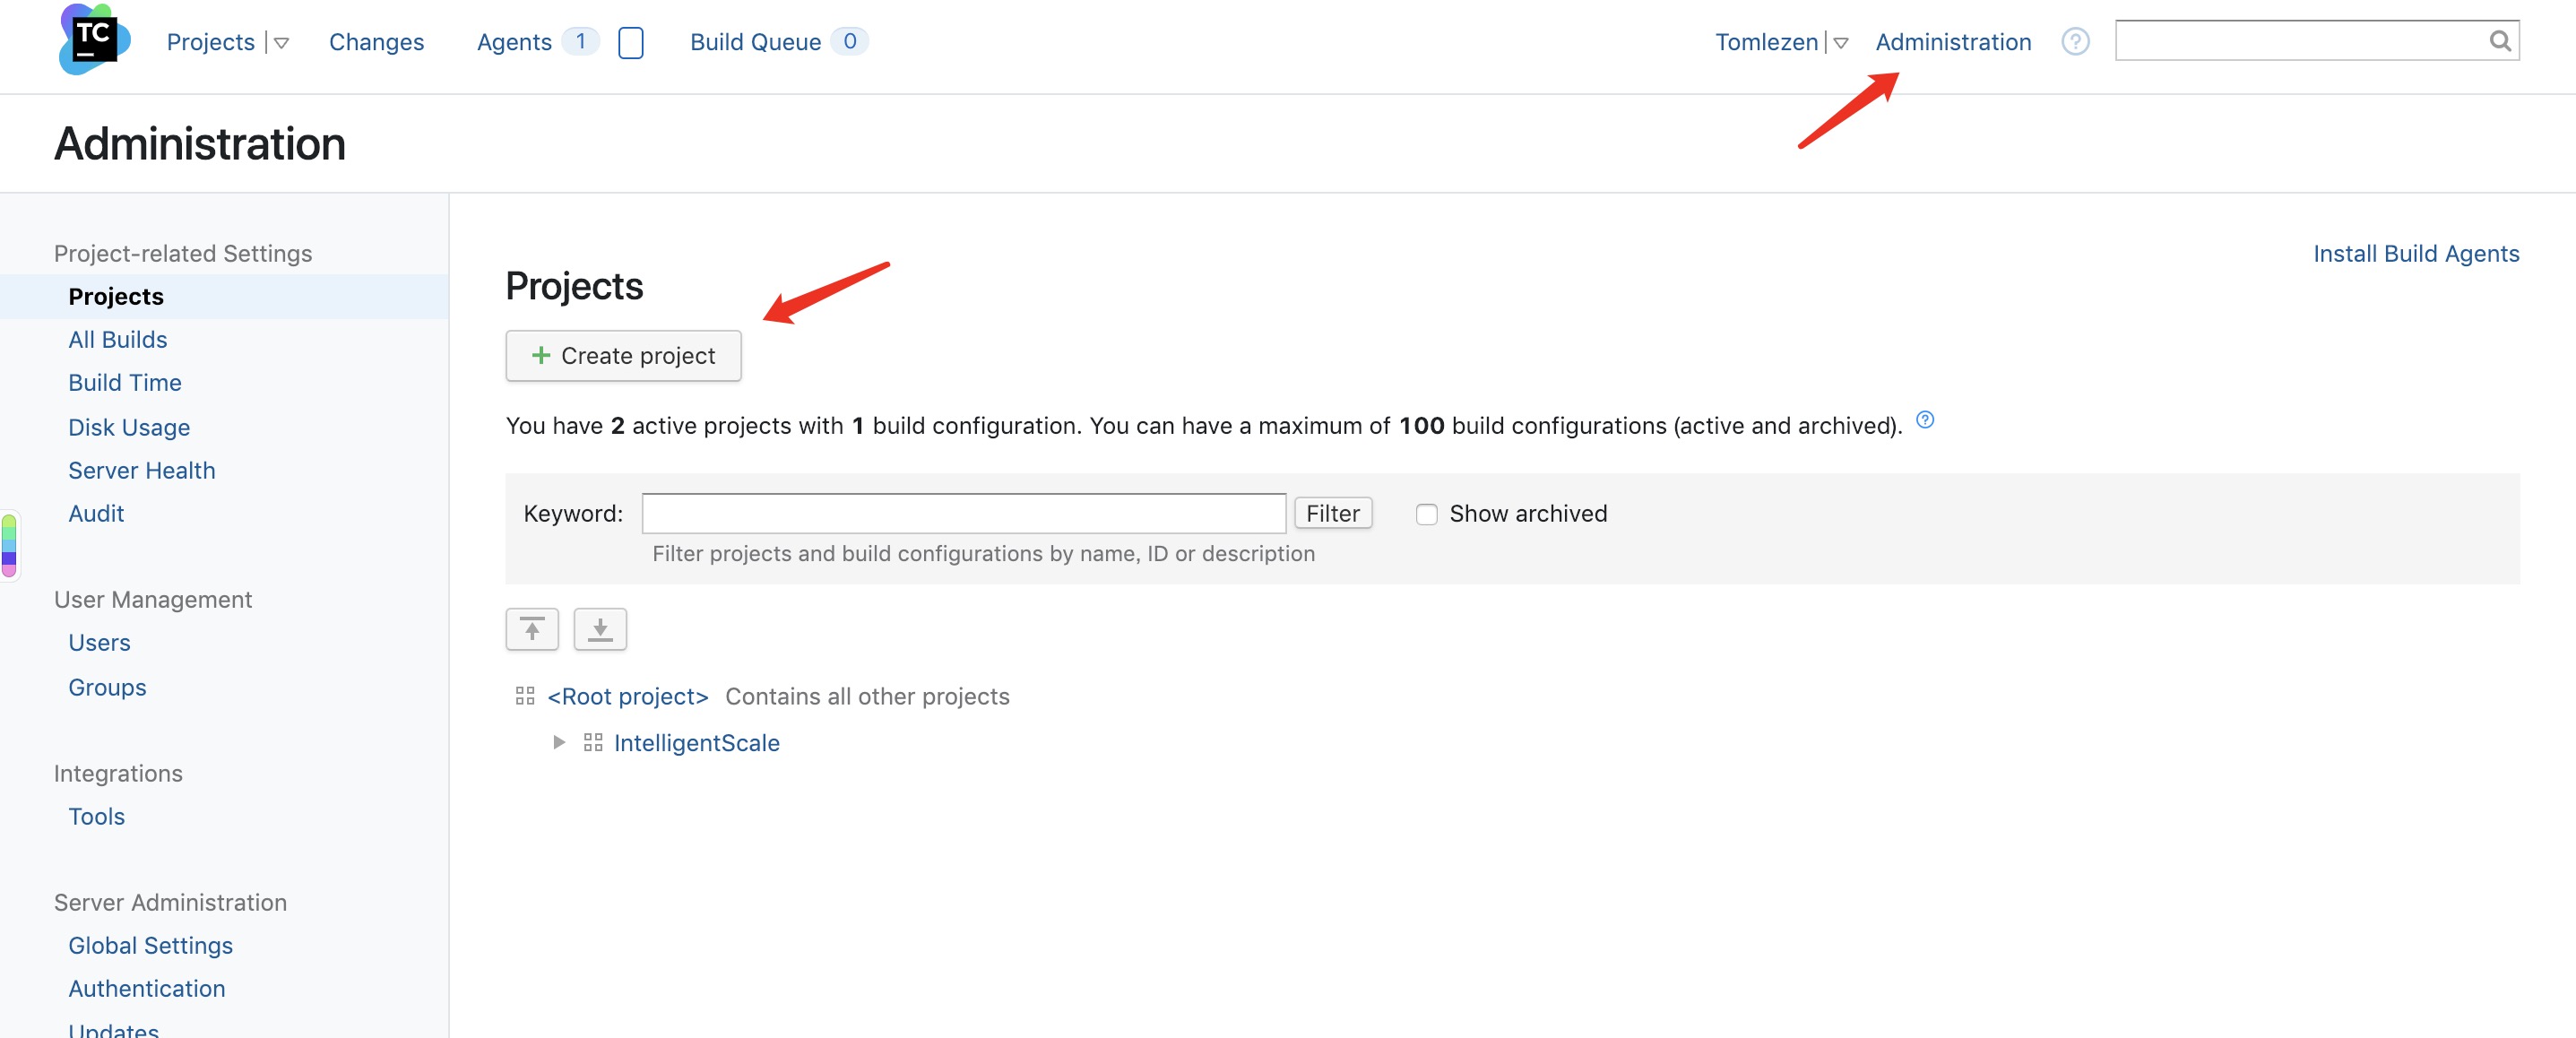 TC
Projects
Changes
Agents 1
Build Queue 0
Tomlezen
Administration
?
Administration
Project-related Settings
Projects
All Builds
Build Time
Disk Usage
Server Health
Audit
User Management
Users
Groups
Integrations
Tools
Server Administration
Global Settings
Authentication
Updates
Install Build Agents
Projects
+ Create project
You have 2 active projects with 1 build configuration. You can have a maximum of 100 build configurations (active and archived). ?
Keyword: Filter Show archived
Filter projects and build configurations by name, ID or description
<Root project> Contains all other projects
IntelligentScale